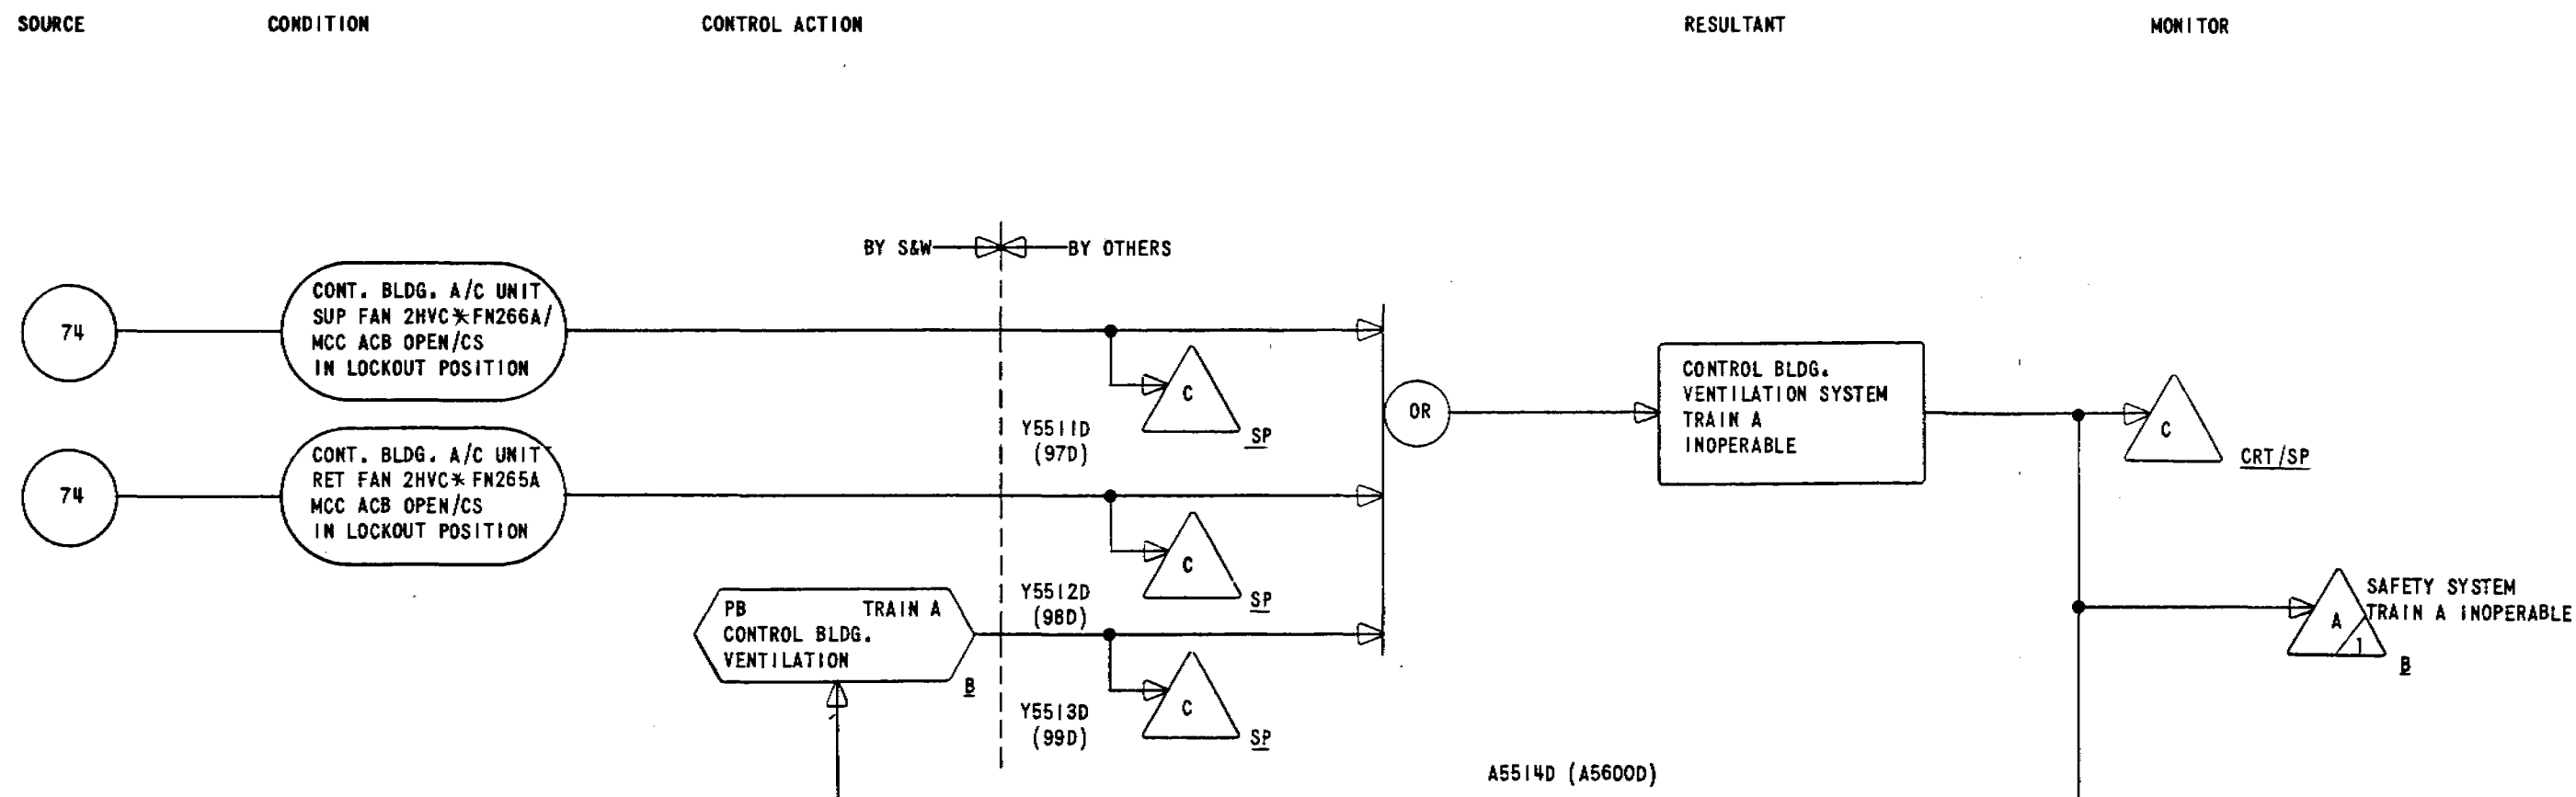 SOURCE
CONDITION
CONTROL ACTION
RESULTANT
MONITOR
BY S&W
BY OTHERS
74
CONT. BLDG. A/C UNIT
SUP FAN 2HVC*FN266A/
MCC ACB OPEN/CS
IN LOCKOUT POSITION
C
SP
Y5511D
(97D)
74
CONT. BLDG. A/C UNIT
RET FAN 2HVC*FN265A
MCC ACB OPEN/CS
IN LOCKOUT POSITION
C
SP
Y5512D
(98D)
PB TRAIN A
CONTROL BLDG.
VENTILATION
B
C
SP
Y5513D
(99D)
OR
CONTROL BLDG.
VENTILATION SYSTEM
TRAIN A
INOPERABLE
C
CRT/SP
A
1
SAFETY SYSTEM
TRAIN A INOPERABLE
B
A5514D (A5600D)